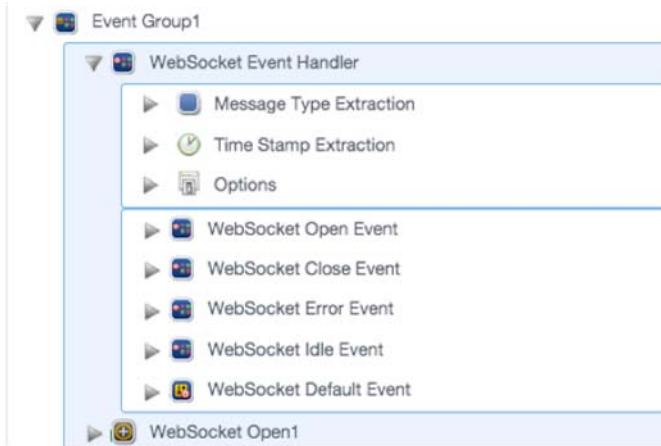 Event Group1
WebSocket Event Handler
Message Type Extraction
Time Stamp Extraction
Options
WebSocket Open Event
WebSocket Close Event
WebSocket Error Event
WebSocket Idle Event
WebSocket Default Event
WebSocket Open1